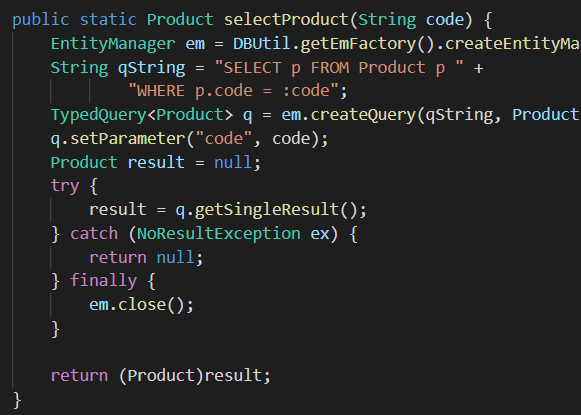 public static Product selectProduct(String code) {
    EntityManager em = DBUtil.getEmFactory().createEntityMa
    String qString = "SELECT p FROM Product p " +
            "WHERE p.code = :code";
    TypedQuery<Product> q = em.createQuery(qString, Product
    q.setParameter("code", code);
    Product result = null;
    try {
        result = q.getSingleResult();
    } catch (NoResultException ex) {
        return null;
    } finally {
        em.close();
    }

    return (Product)result;
}